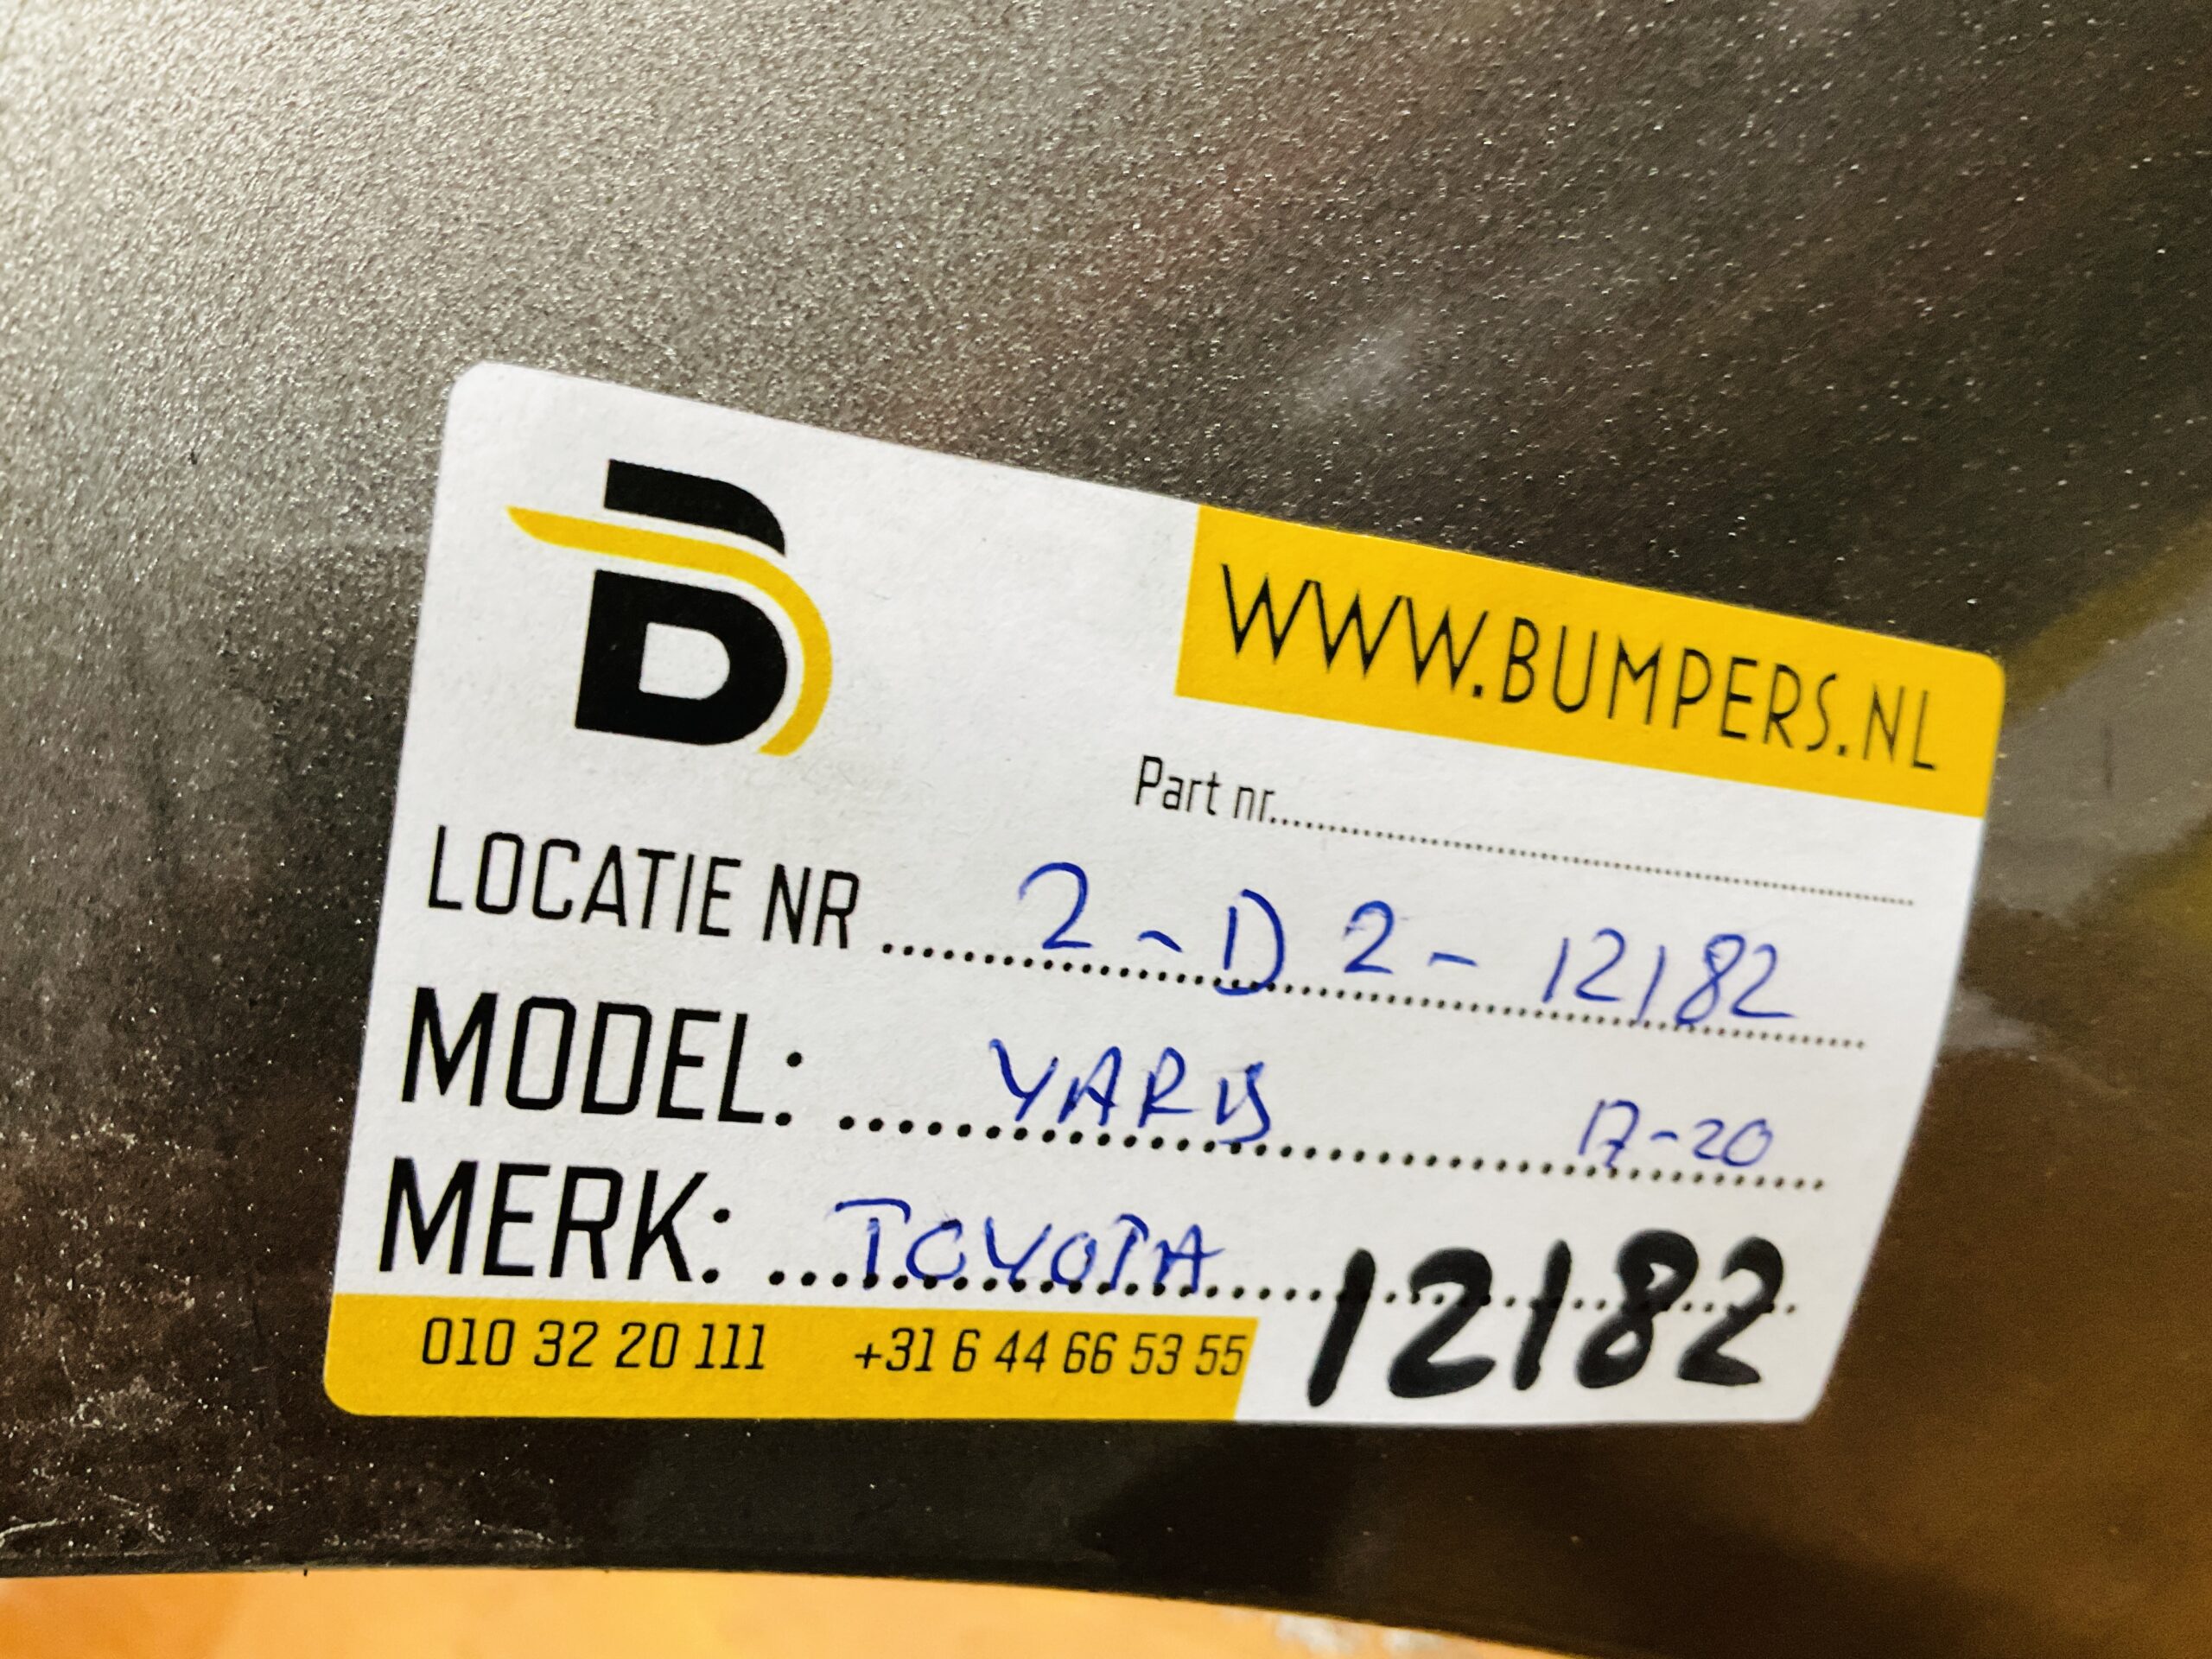 B
WWW.BUMPERS.NL
Part nr..........
LOCATIE NR .......... 2-D2-12182
MODEL: .......... YARIS 17-20
MERK: .......... TOYOTA
12182
010 32 20 111 +31 6 44 66 53 55